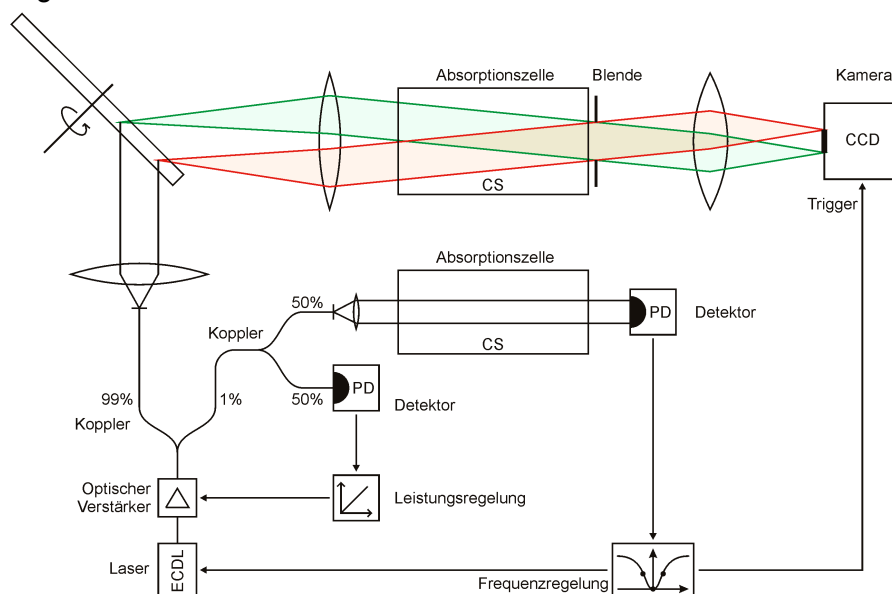 Absorptionszelle
Blende
Kamera
CCD
CS
Trigger
Absorptionszelle
50%
Koppler
PD
Detektor
CS
99%
1%
50%
PD
Detektor
Koppler
Optischer
Verstärker
Leistungsregelung
Laser
ECDL
Frequenzregelung